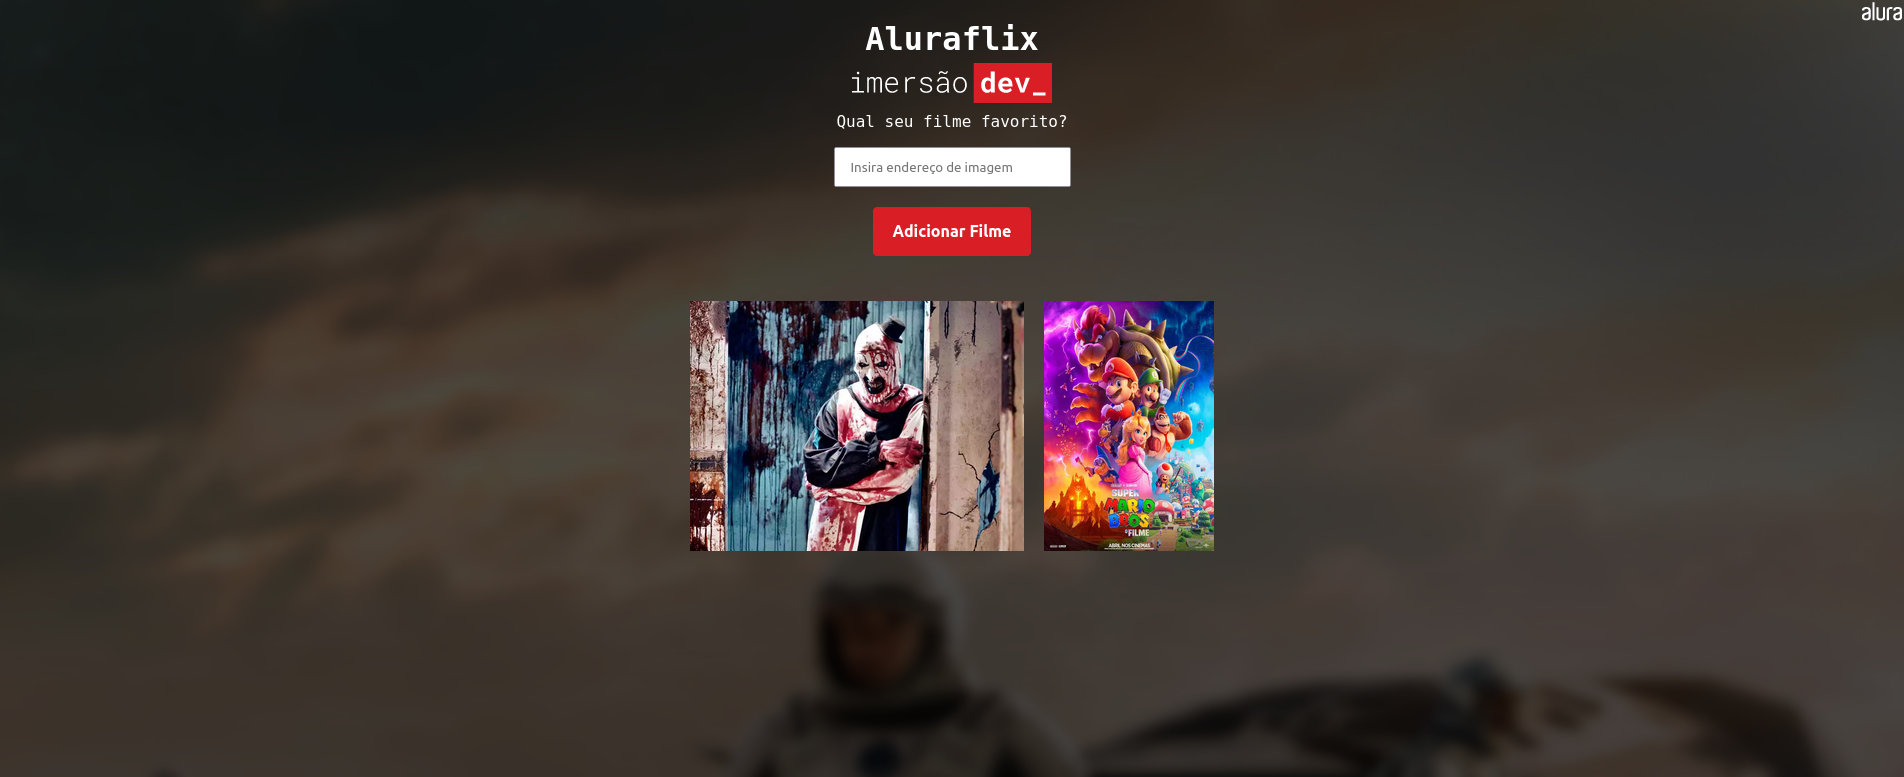 alura
Aluraflix
imersão dev_
Qual seu filme favorito?
Insira endereço de imagem
Adicionar Filme
SUPER
MARIO
BROS
O FILME
ABRIL NOS CINEMAS